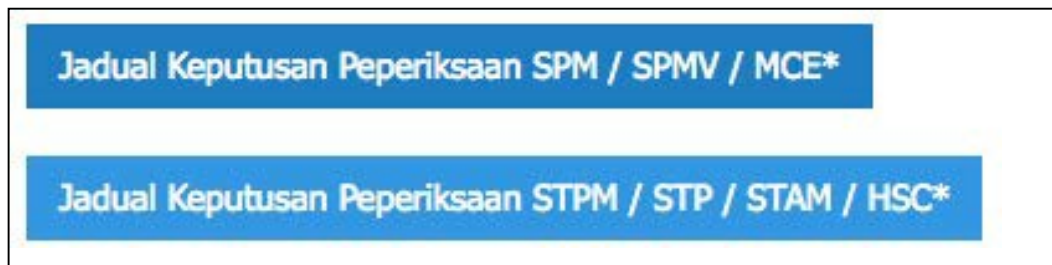 Jadual Keputusan Peperiksaan SPM / SPMV / MCE*
Jadual Keputusan Peperiksaan STPM / STP / STAM / HSC*